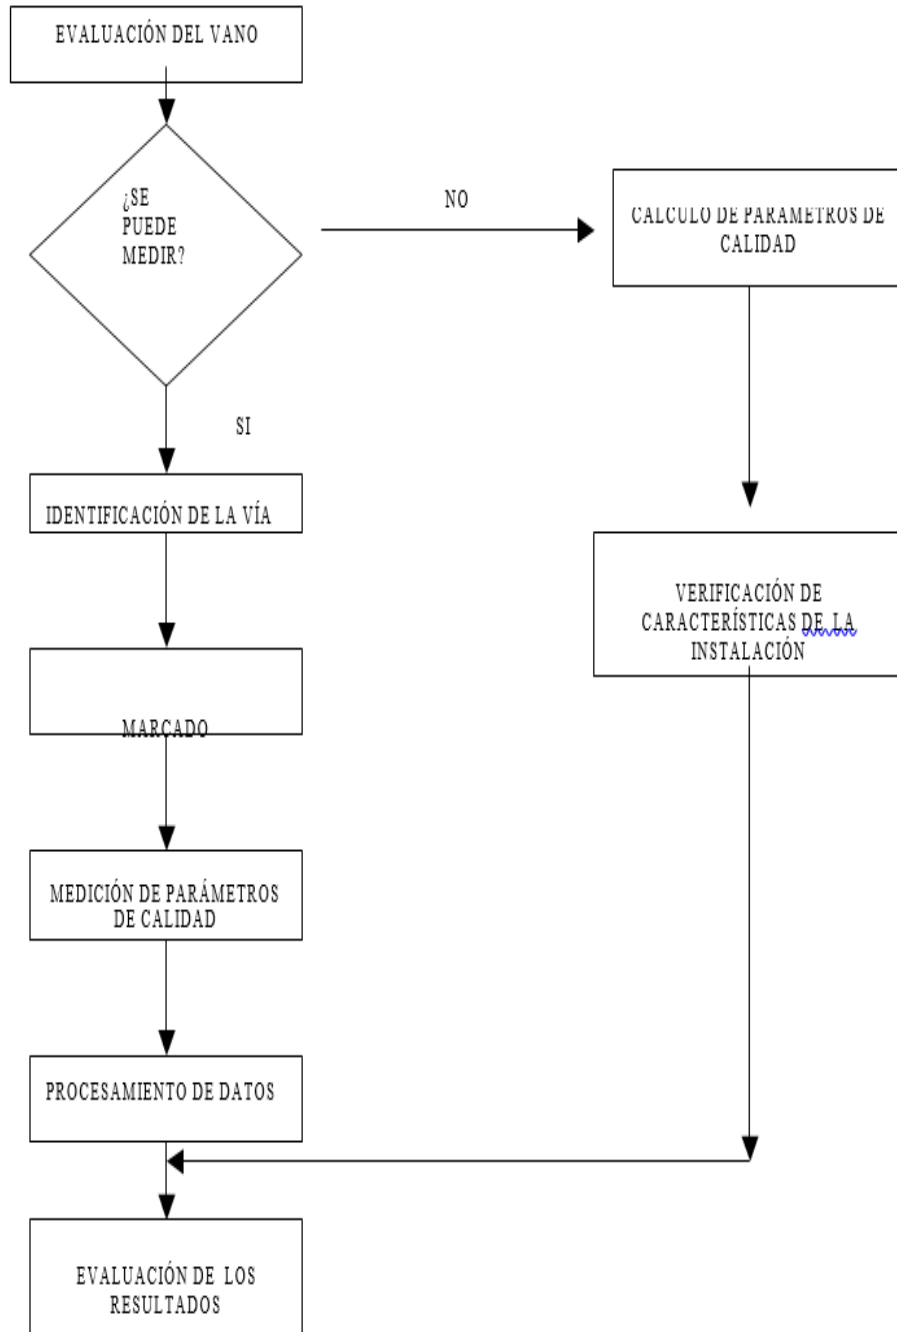 EVALUACIÓN DEL VANO
¿SE
PUEDE
MEDIR?
NO
CALCULO DE PARAMETROS DE
CALIDAD
SI
IDENTIFICACIÓN DE LA VÍA
VERIFICACIÓN DE
CARACTERÍSTICAS DE LA
INSTALACIÓN
MARCADO
MEDICIÓN DE PARÁMETROS
DE CALIDAD
PROCESAMIENTO DE DATOS
EVALUACIÓN DE LOS
RESULTADOS